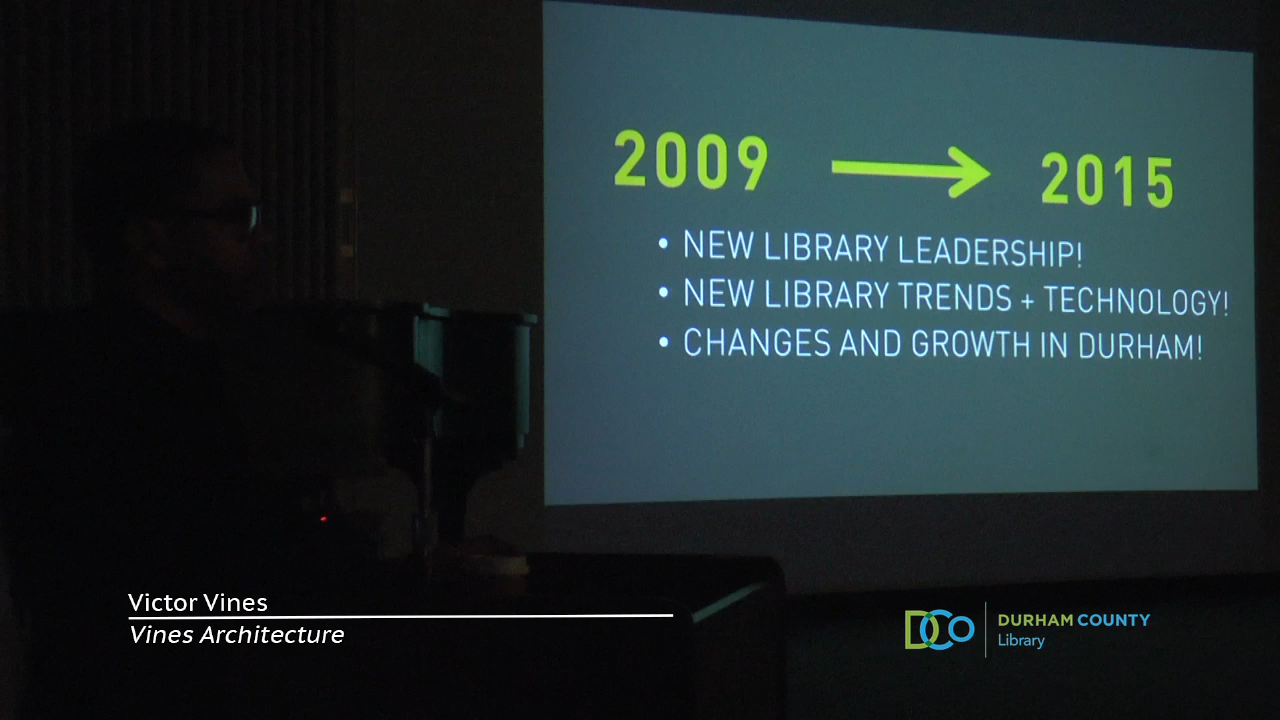 2009 → 2015
• NEW LIBRARY LEADERSHIP!
• NEW LIBRARY TRENDS + TECHNOLOGY!
• CHANGES AND GROWTH IN DURHAM!
Victor Vines
Vines Architecture
DCo
DURHAM COUNTY
Library